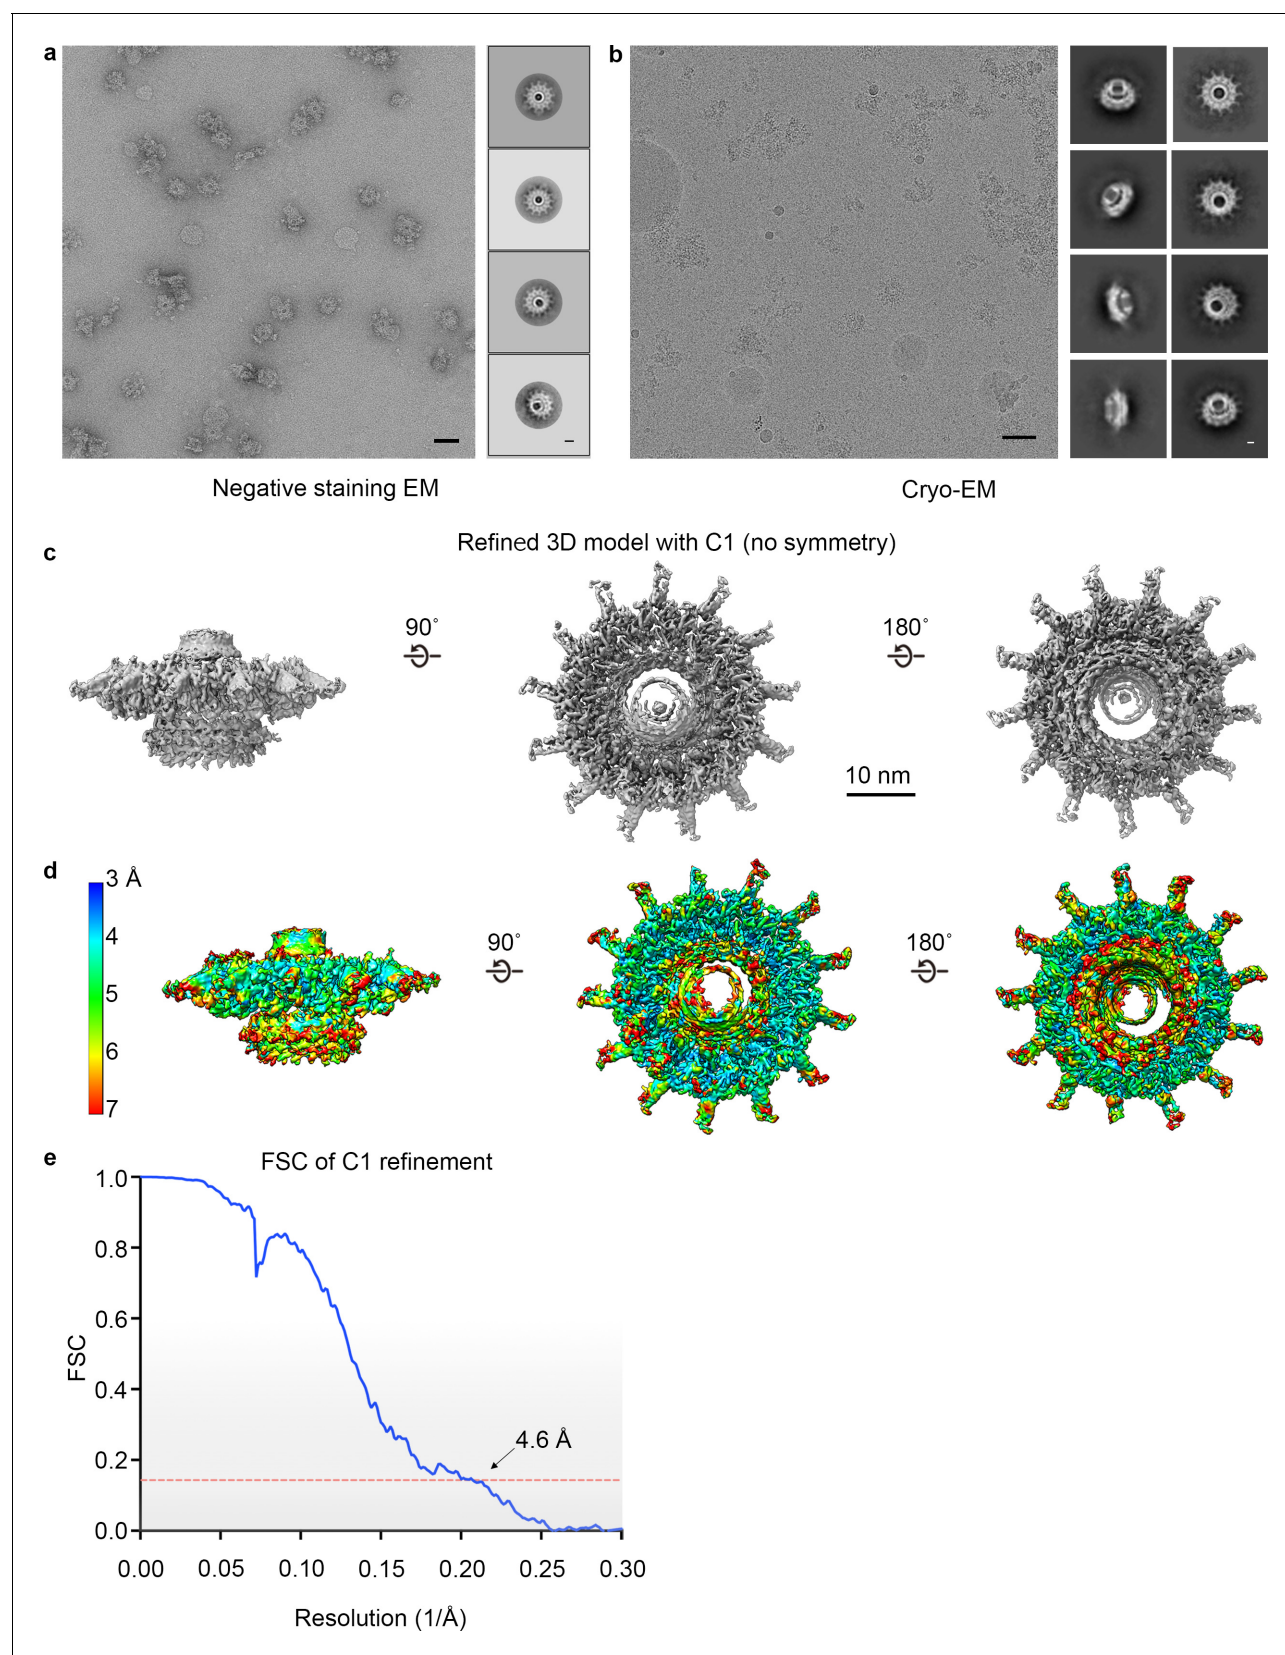 a
b
Negative staining EM
Cryo-EM
c
Refined 3D model with C1 (no symmetry)
90˚
180˚
10 nm
d
3 Å
4
5
6
7
90˚
180˚
e
FSC of C1 refinement
1.0
0.8
0.6
0.4
0.2
0.0
FSC
4.6 Å
0.00 0.05 0.10 0.15 0.20 0.25 0.30
Resolution (1/Å)